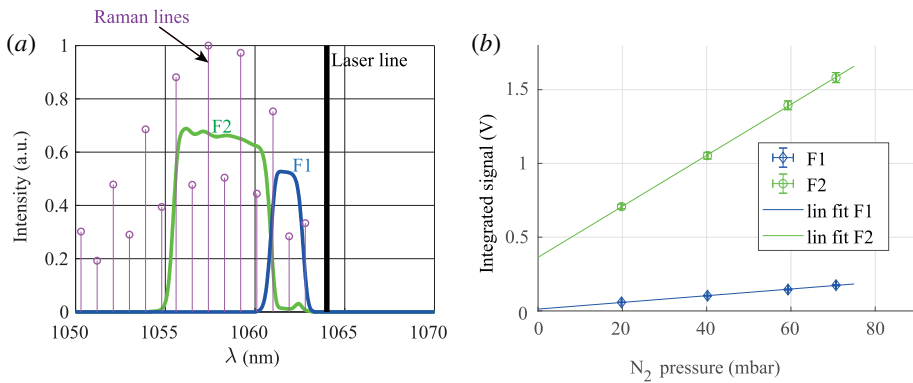 (a)
Raman lines
Laser line
F2
F1
Intensity (a.u.)
1
0.8
0.6
0.4
0.2
0
1050
1055
1060
1065
1070
λ (nm)
(b)
Integrated signal (V)
1.5
1
0.5
0
0
20
40
60
80
N2 pressure (mbar)
F1
F2
lin fit F1
lin fit F2